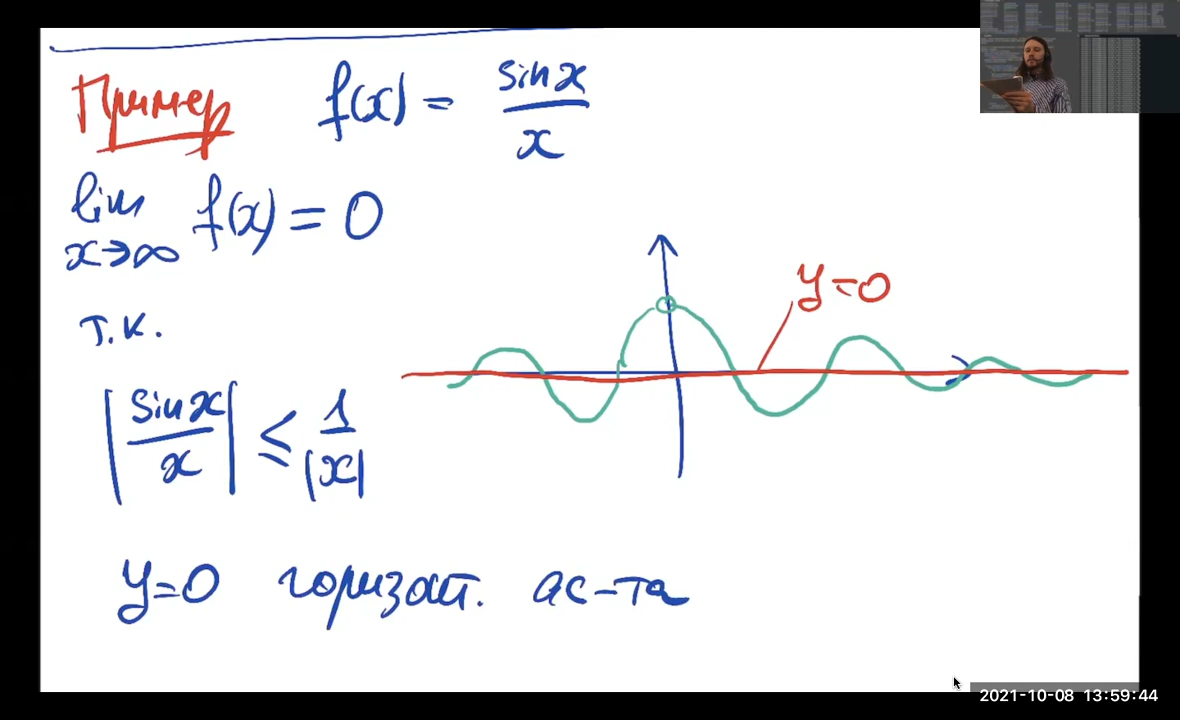 Пример f(x) = sin x / x
lim x→∞ f(x) = 0
т.к.
|sin x / x| ≤ 1 / |x|
y=0
y=0 горизонт. ас-та
2021-10-08 13:59:44